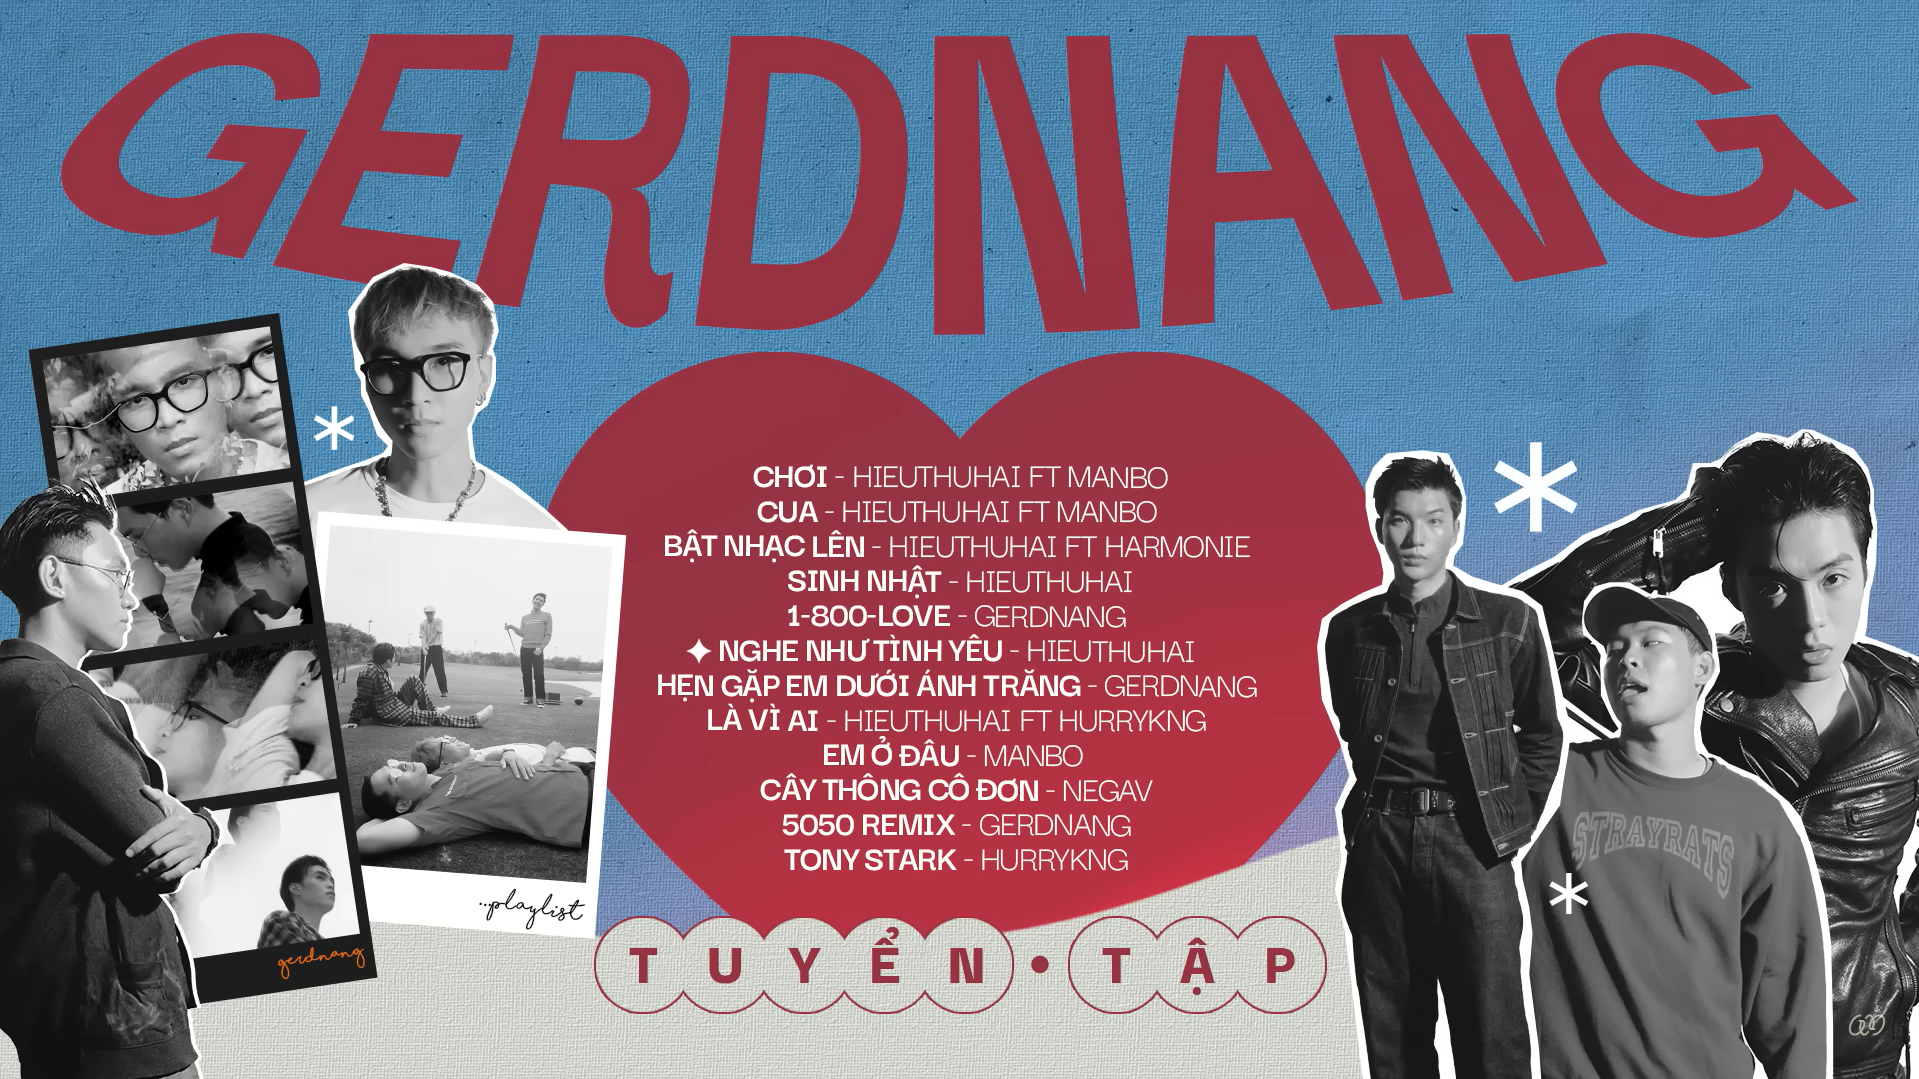 GERDNANG
CHƠI - HIEUTHUHAI FT MANBO
CUA - HIEUTHUHAI FT MANBO
BẬT NHẠC LÊN - HIEUTHUHAI FT HARMONIE
SINH NHẬT - HIEUTHUHAI
1-800-LOVE - GERDNANG
✦ NGHE NHƯ TÌNH YÊU - HIEUTHUHAI
HẸN GẶP EM DƯỚI ÁNH TRĂNG - GERDNANG
LÀ VÌ AI - HIEUTHUHAI FT HURRYKNG
EM Ở ĐÂU - MANBO
CÂY THÔNG CÔ ĐƠN - NEGAV
5050 REMIX - GERDNANG
TONY STARK - HURRYKNG
..playlist
gerdnang
STRAYRATS
TUYỂN • TẬP